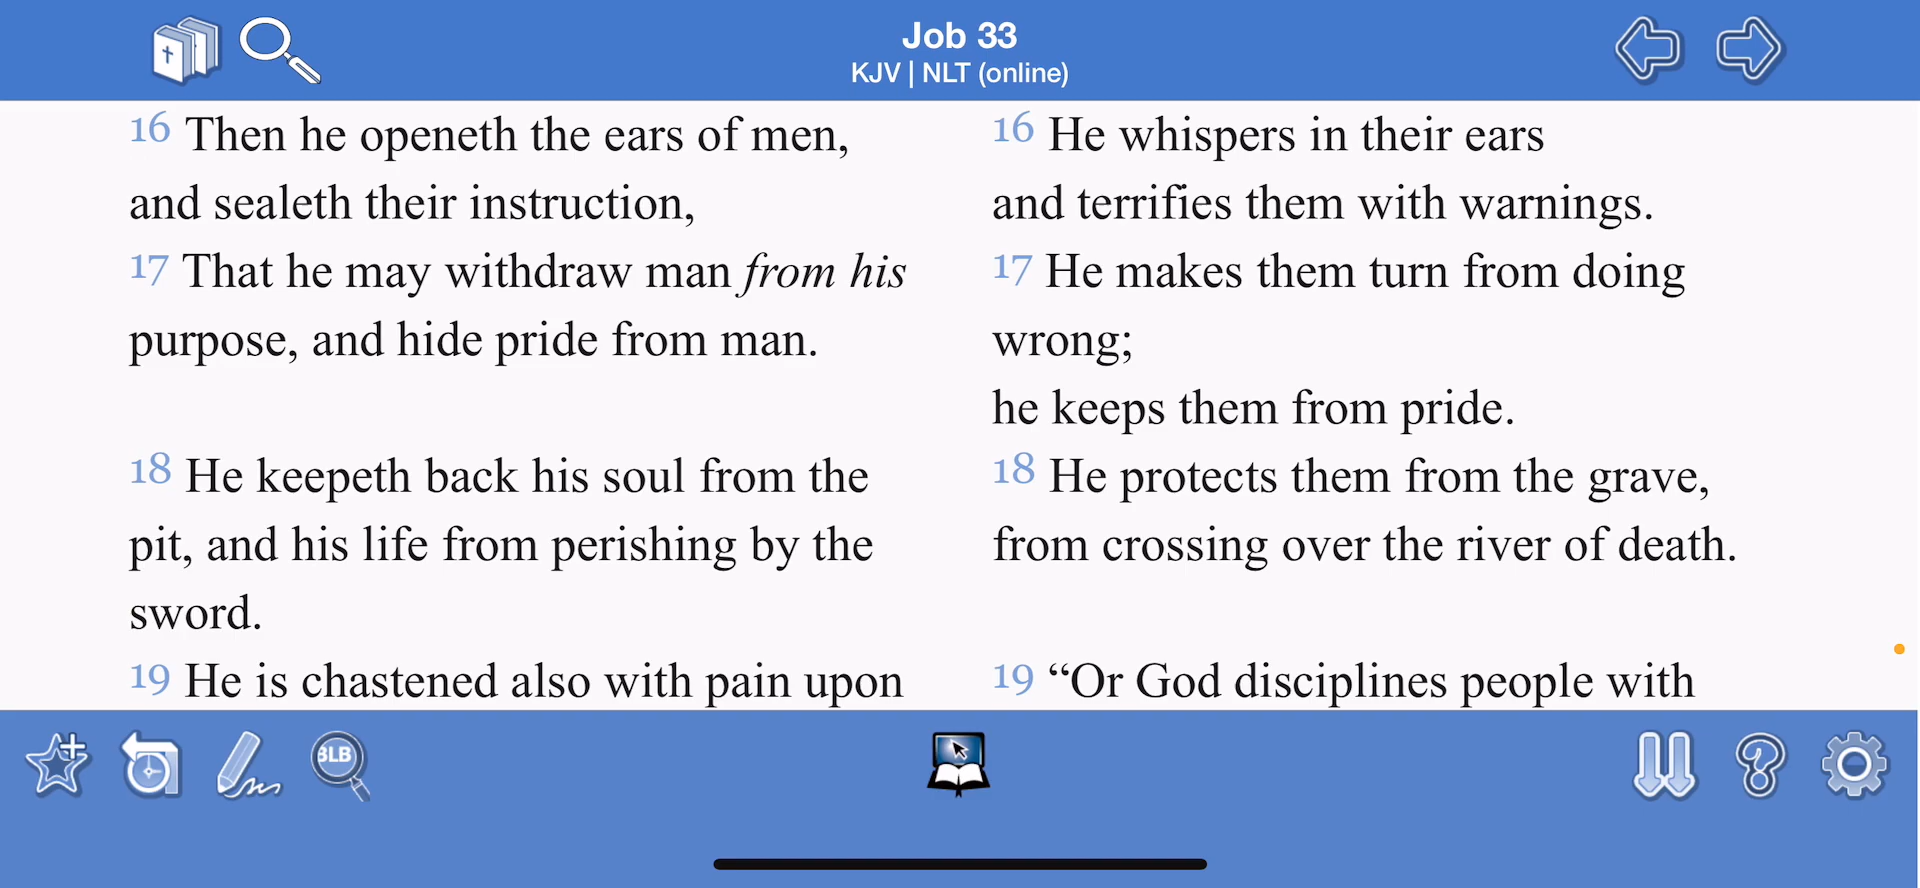 Job 33
KJV | NLT (online)
16 Then he openeth the ears of men,
and sealeth their instruction,
17 That he may withdraw man from his
purpose, and hide pride from man.
18 He keepeth back his soul from the
pit, and his life from perishing by the
sword.
19 He is chastened also with pain upon
16 He whispers in their ears
and terrifies them with warnings.
17 He makes them turn from doing
wrong;
he keeps them from pride.
18 He protects them from the grave,
from crossing over the river of death.
19 “Or God disciplines people with
BLB